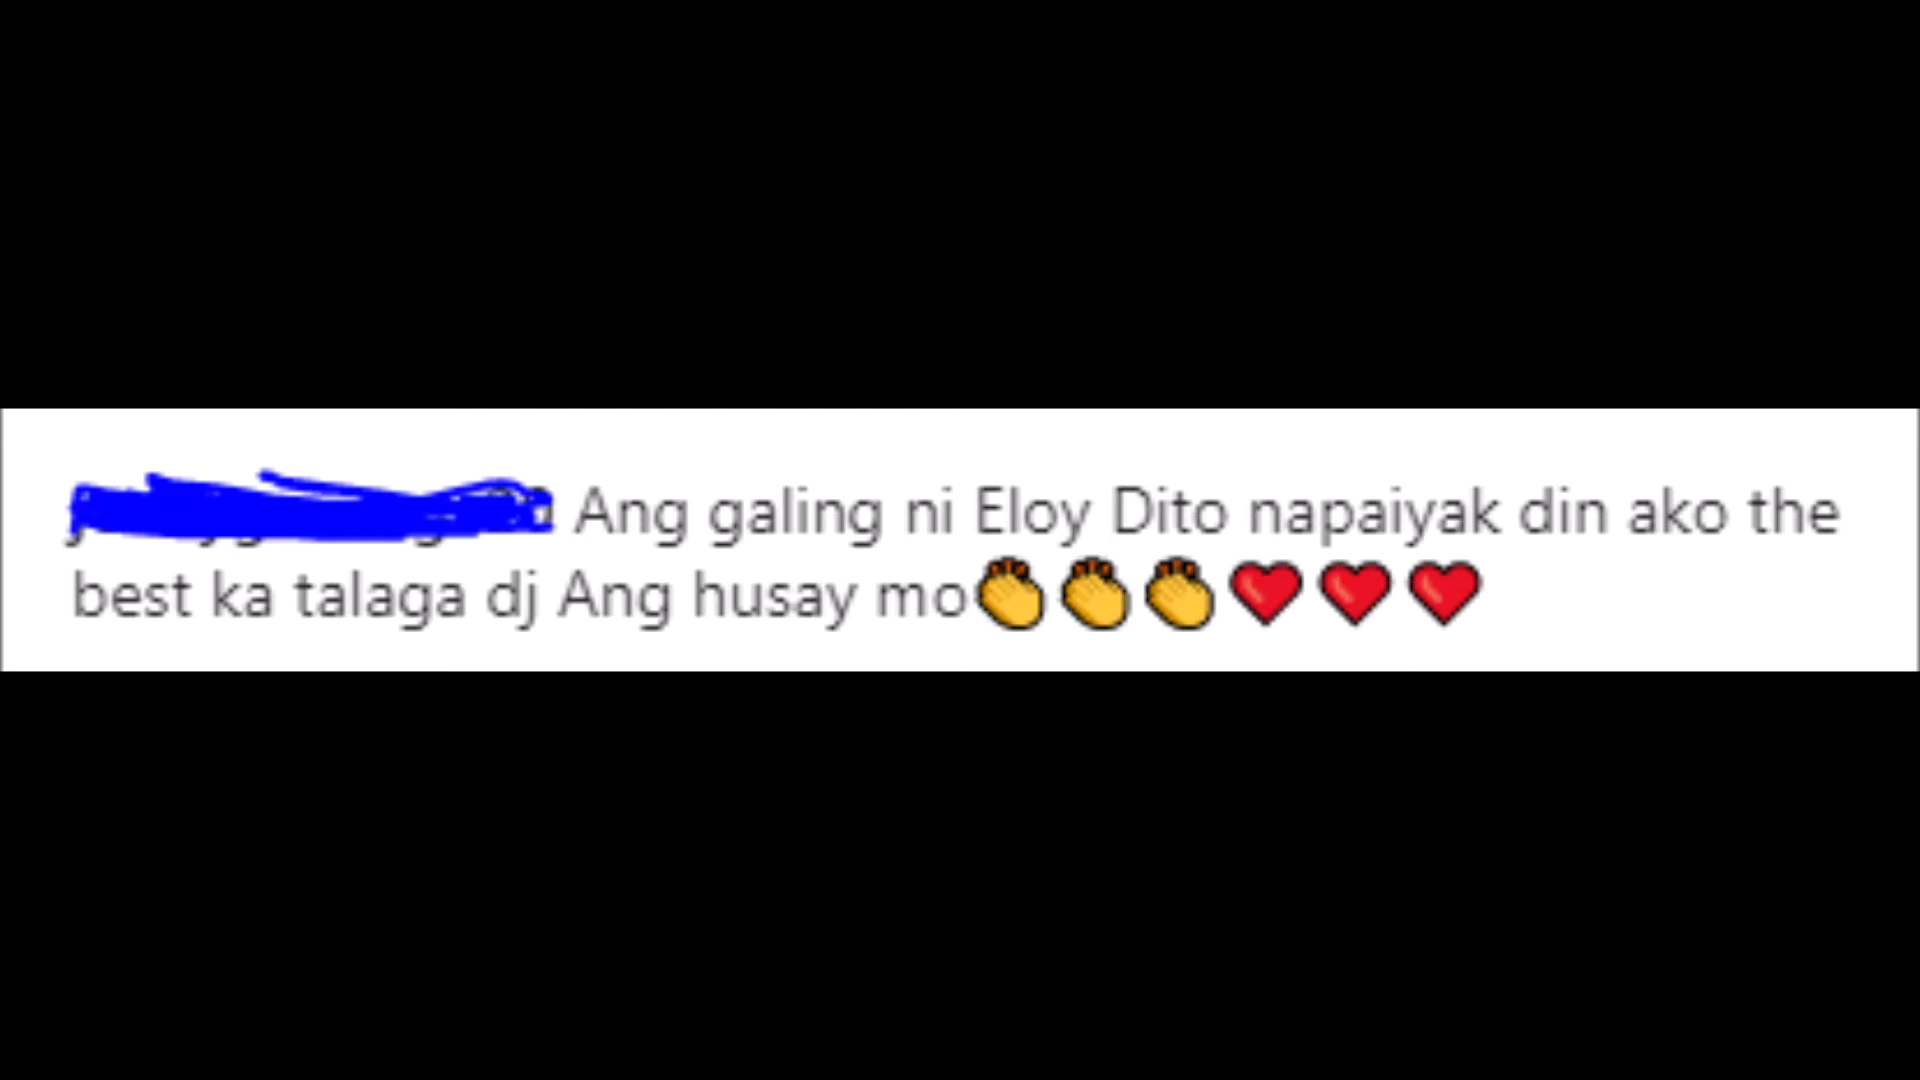 Ang galing ni Eloy Dito napaiyak din ako the
best ka talaga dj Ang husay mo👏👏👏❤️❤️❤️